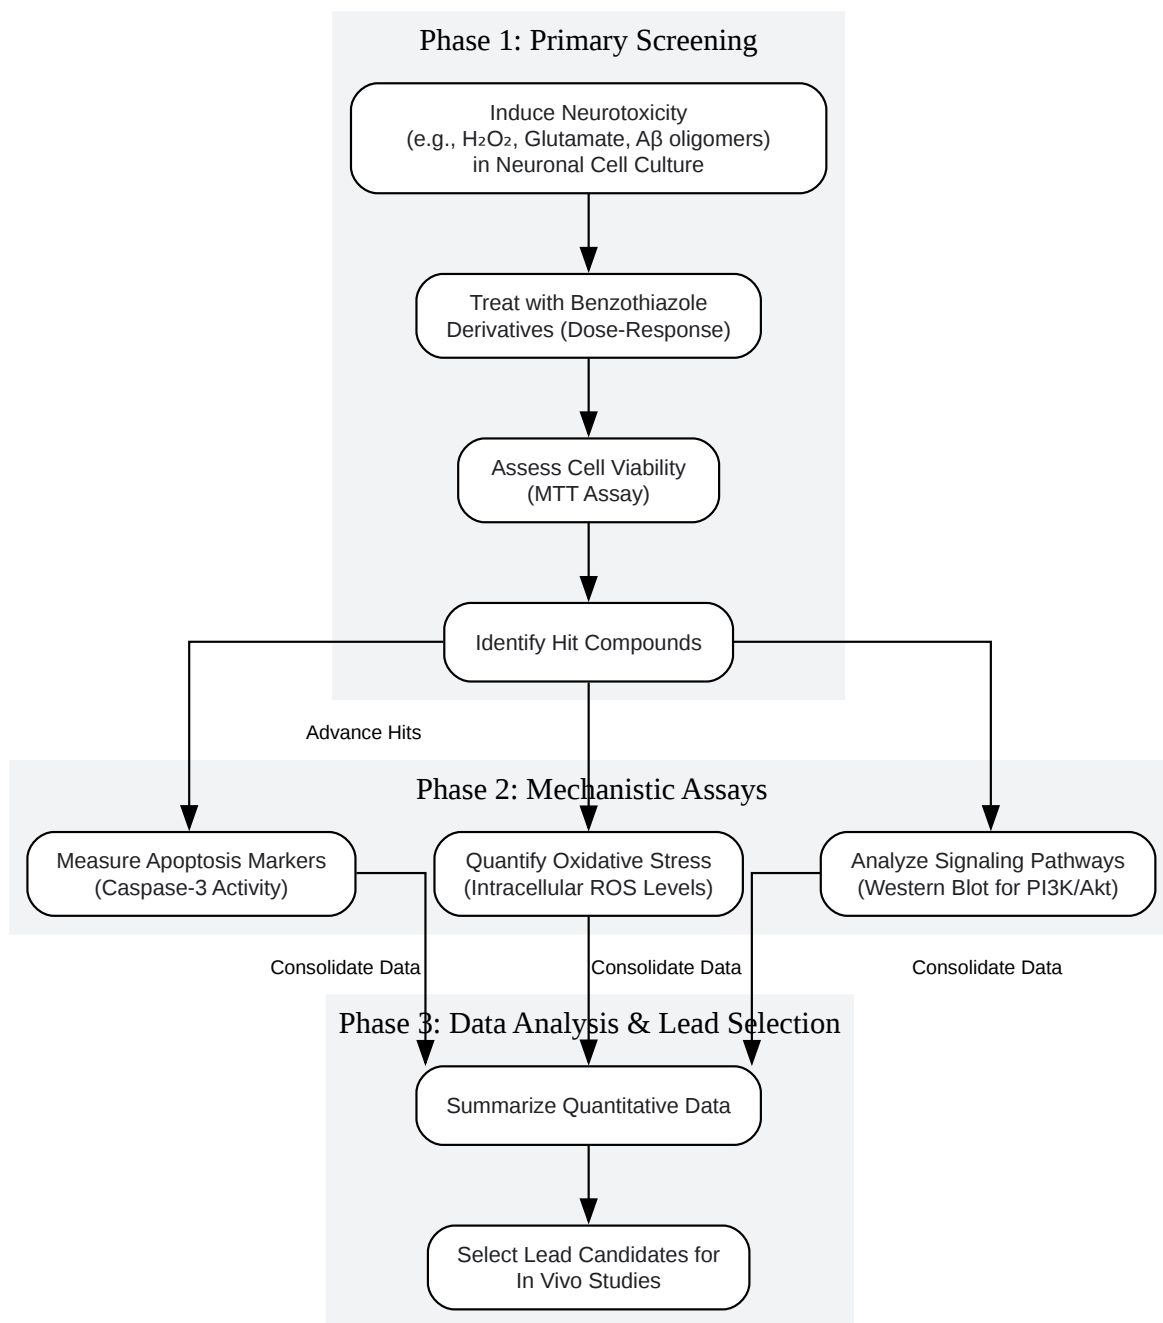 Phase 1: Primary Screening
Induce Neurotoxicity
(e.g., H₂O₂, Glutamate, Aβ oligomers)
in Neuronal Cell Culture
Treat with Benzothiazole
Derivatives (Dose-Response)
Assess Cell Viability
(MTT Assay)
Identify Hit Compounds
Advance Hits
Phase 2: Mechanistic Assays
Measure Apoptosis Markers
(Caspase-3 Activity)
Quantify Oxidative Stress
(Intracellular ROS Levels)
Analyze Signaling Pathways
(Western Blot for PI3K/Akt)
Consolidate Data
Consolidate Data
Consolidate Data
Phase 3: Data Analysis & Lead Selection
Summarize Quantitative Data
Select Lead Candidates for
In Vivo Studies